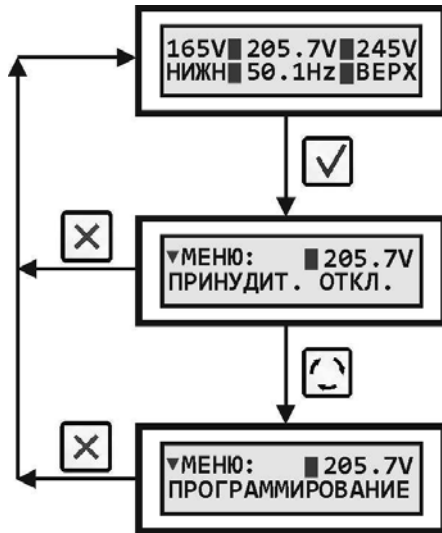 165V 205.7V 245V
НИЖН 50.1Hz ВЕРХ
▼МЕНЮ: 205.7V
ПРИНУДИТ. ОТКЛ.
▼МЕНЮ: 205.7V
ПРОГРАММИРОВАНИЕ